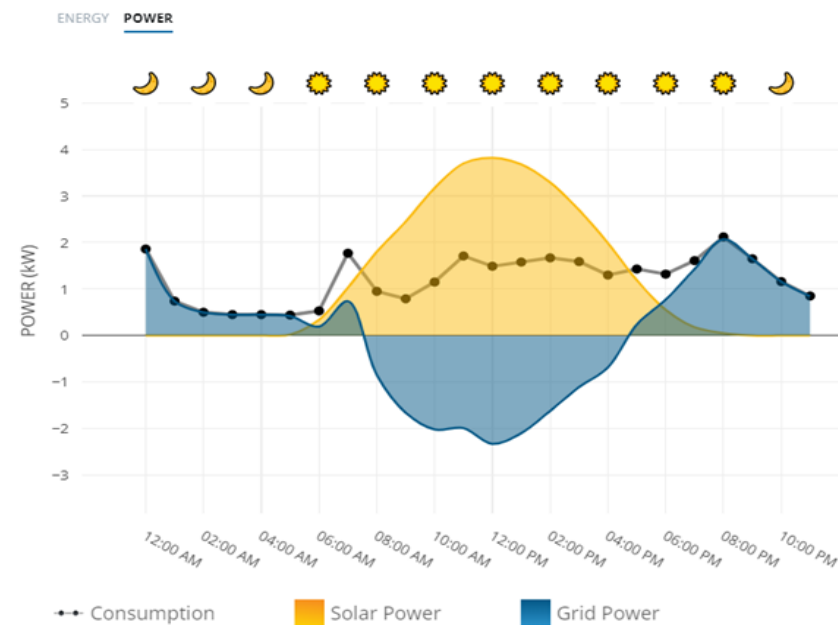 ENERGY POWER
5
4
3
2
1
0
−1
−2
−3
POWER (kW)
12:00 AM 02:00 AM 04:00 AM 06:00 AM 08:00 AM 10:00 AM 12:00 PM 02:00 PM 04:00 PM 06:00 PM 08:00 PM 10:00 PM
Consumption Solar Power Grid Power